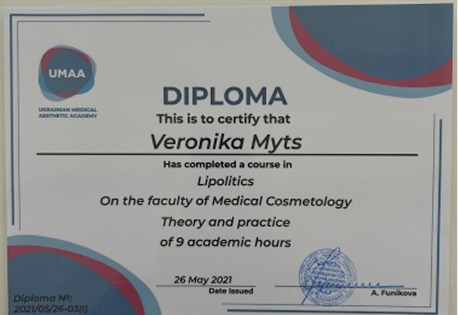 UMAA
UKRAINIAN MEDICAL
AESTHETIC ACADEMY
DIPLOMA
This is to certify that
Veronika Myts
Has completed a course in
Lipolitics
On the faculty of Medical Cosmetology
Theory and practice
of 9 academic hours
26 May 2021
Date Issued
A. Funikova
Diploma №:
2021/05/26-03(I)